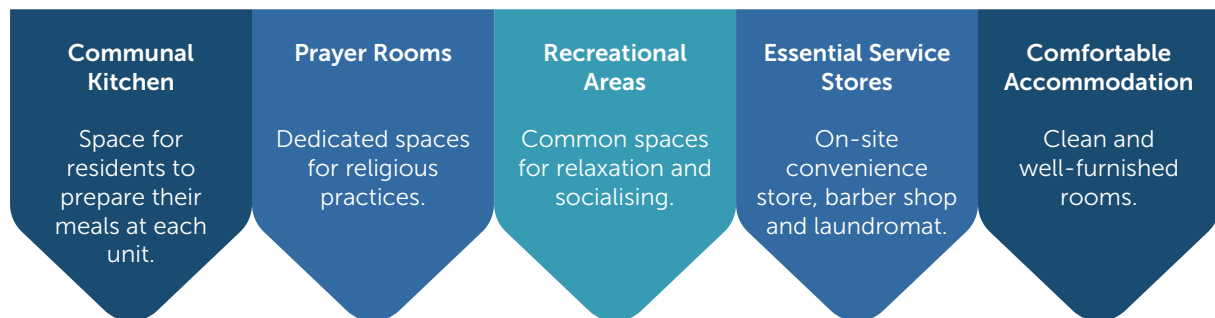 Communal
Kitchen
Space for
residents to
prepare their
meals at each
unit.
Prayer Rooms
Dedicated spaces
for religious
practices.
Recreational
Areas
Common spaces
for relaxation and
socialising.
Essential Service
Stores
On-site
convenience
store, barber shop
and laundromat.
Comfortable
Accommodation
Clean and
well-furnished
rooms.